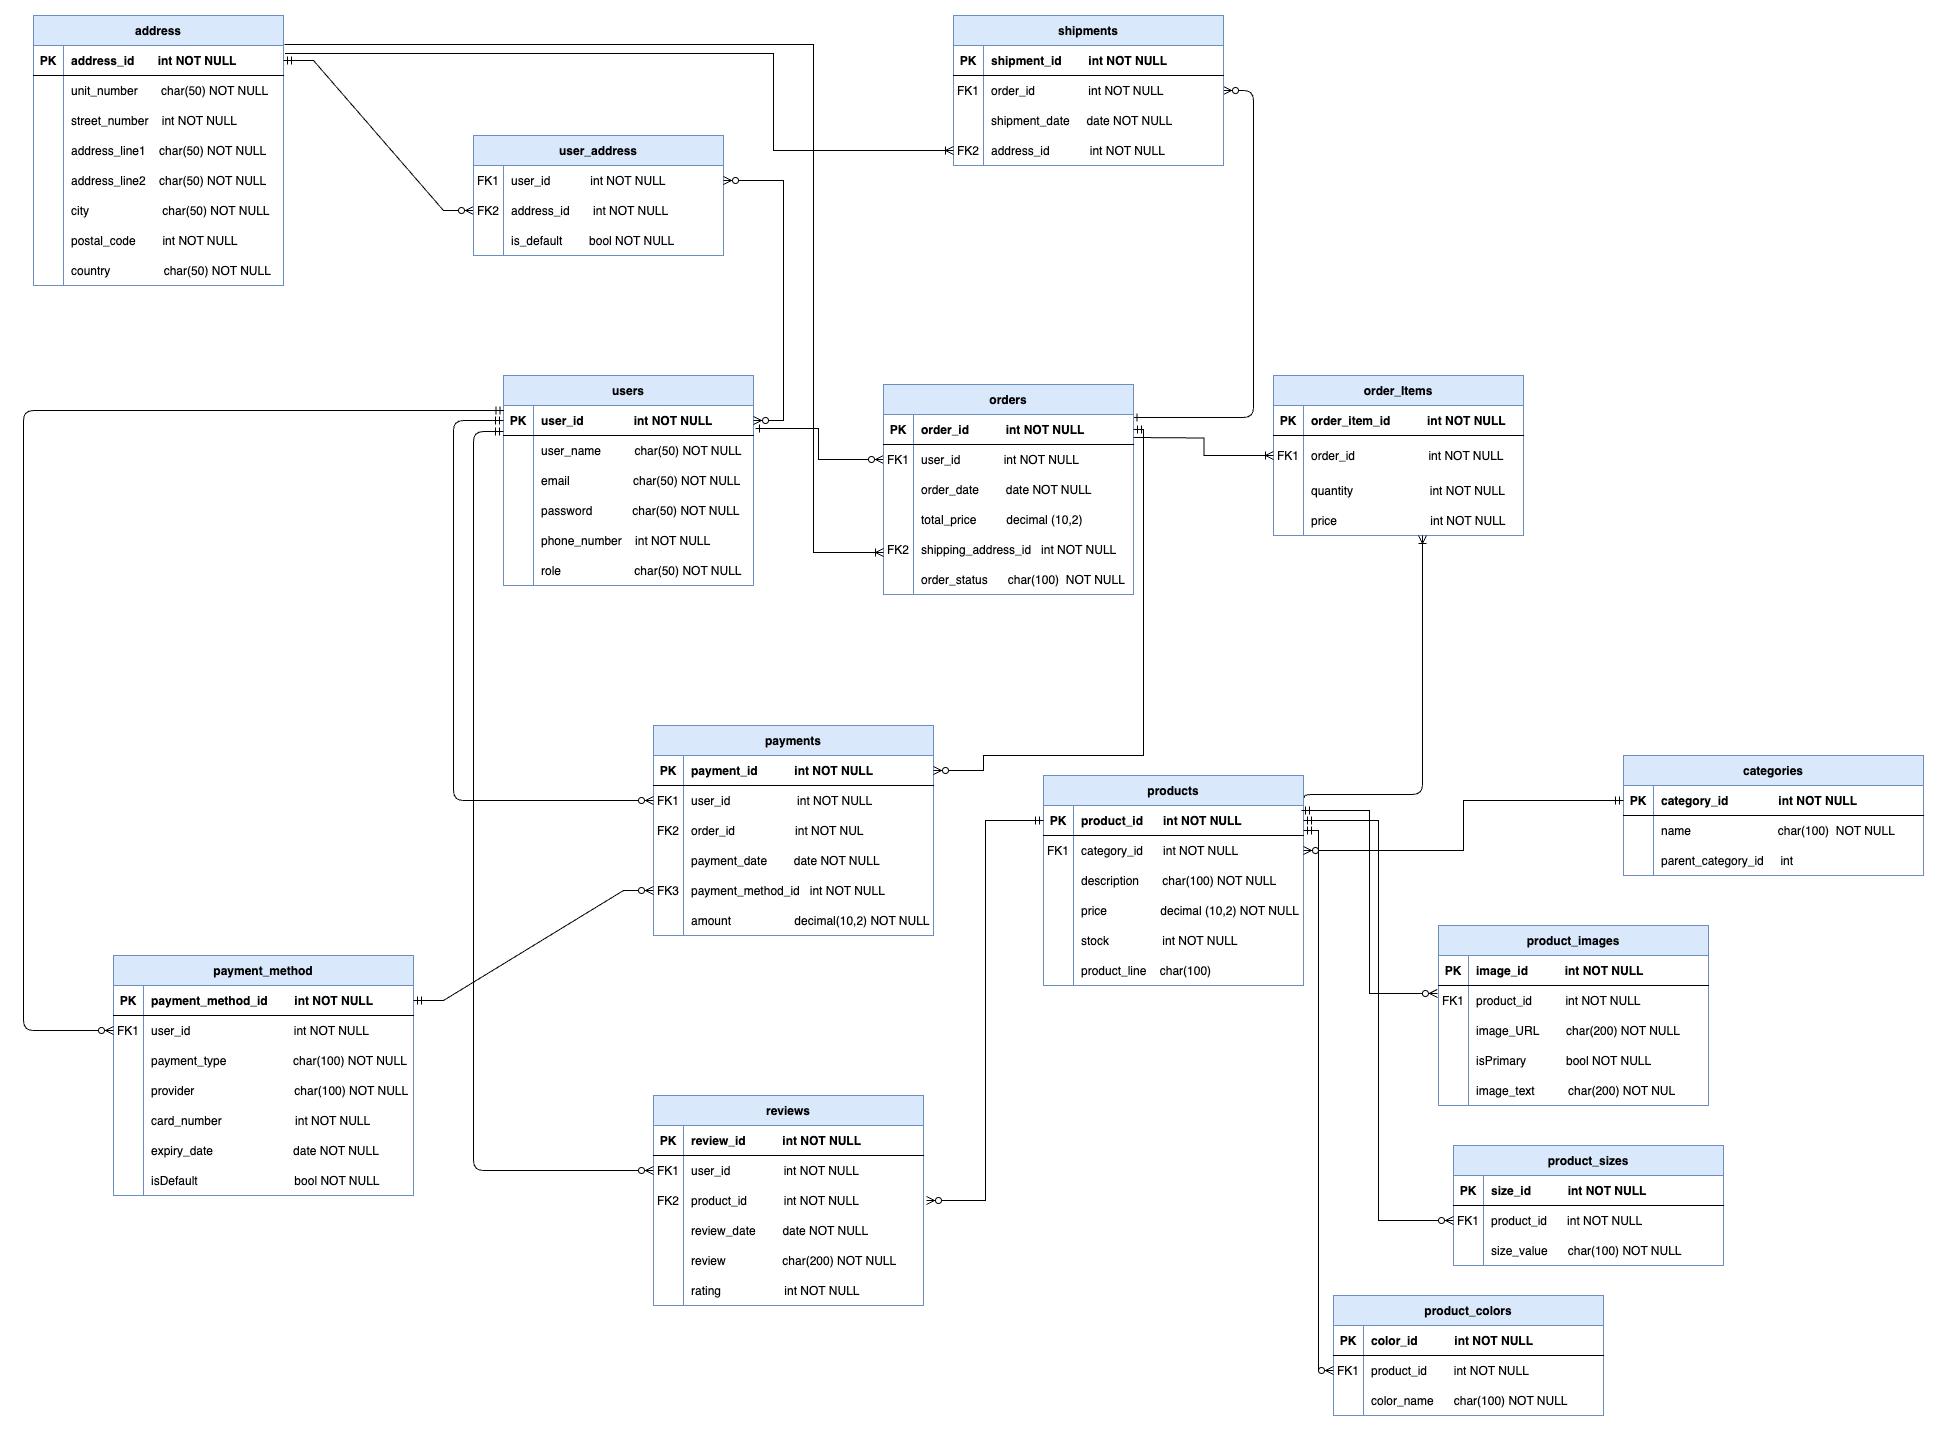 address
PK address_id int NOT NULL
unit_number char(50) NOT NULL
street_number int NOT NULL
address_line1 char(50) NOT NULL
address_line2 char(50) NOT NULL
city char(50) NOT NULL
postal_code int NOT NULL
country char(50) NOT NULL
shipments
PK shipment_id int NOT NULL
FK1 order_id int NOT NULL
shipment_date date NOT NULL
FK2 address_id int NOT NULL
user_address
FK1 user_id int NOT NULL
FK2 address_id int NOT NULL
is_default bool NOT NULL
users
PK user_id int NOT NULL
user_name char(50) NOT NULL
email char(50) NOT NULL
password char(50) NOT NULL
phone_number int NOT NULL
role char(50) NOT NULL
orders
PK order_id int NOT NULL
FK1 user_id int NOT NULL
order_date date NOT NULL
total_price decimal (10,2)
FK2 shipping_address_id int NOT NULL
order_status char(100) NOT NULL
order_Items
PK order_item_id int NOT NULL
FK1 order_id int NOT NULL
quantity int NOT NULL
price int NOT NULL
payments
PK payment_id int NOT NULL
FK1 user_id int NOT NULL
FK2 order_id int NOT NUL
payment_date date NOT NULL
FK3 payment_method_id int NOT NULL
amount decimal(10,2) NOT NULL
products
PK product_id int NOT NULL
FK1 category_id int NOT NULL
description char(100) NOT NULL
price decimal (10,2) NOT NULL
stock int NOT NULL
product_line char(100)
categories
PK category_id int NOT NULL
name char(100) NOT NULL
parent_category_id int
payment_method
PK payment_method_id int NOT NULL
FK1 user_id int NOT NULL
payment_type char(100) NOT NULL
provider char(100) NOT NULL
card_number int NOT NULL
expiry_date date NOT NULL
isDefault bool NOT NULL
product_images
PK image_id int NOT NULL
FK1 product_id int NOT NULL
image_URL char(200) NOT NULL
isPrimary bool NOT NULL
image_text char(200) NOT NUL
reviews
PK review_id int NOT NULL
FK1 user_id int NOT NULL
FK2 product_id int NOT NULL
review_date date NOT NULL
review char(200) NOT NULL
rating int NOT NULL
product_sizes
PK size_id int NOT NULL
FK1 product_id int NOT NULL
size_value char(100) NOT NULL
product_colors
PK color_id int NOT NULL
FK1 product_id int NOT NULL
color_name char(100) NOT NULL